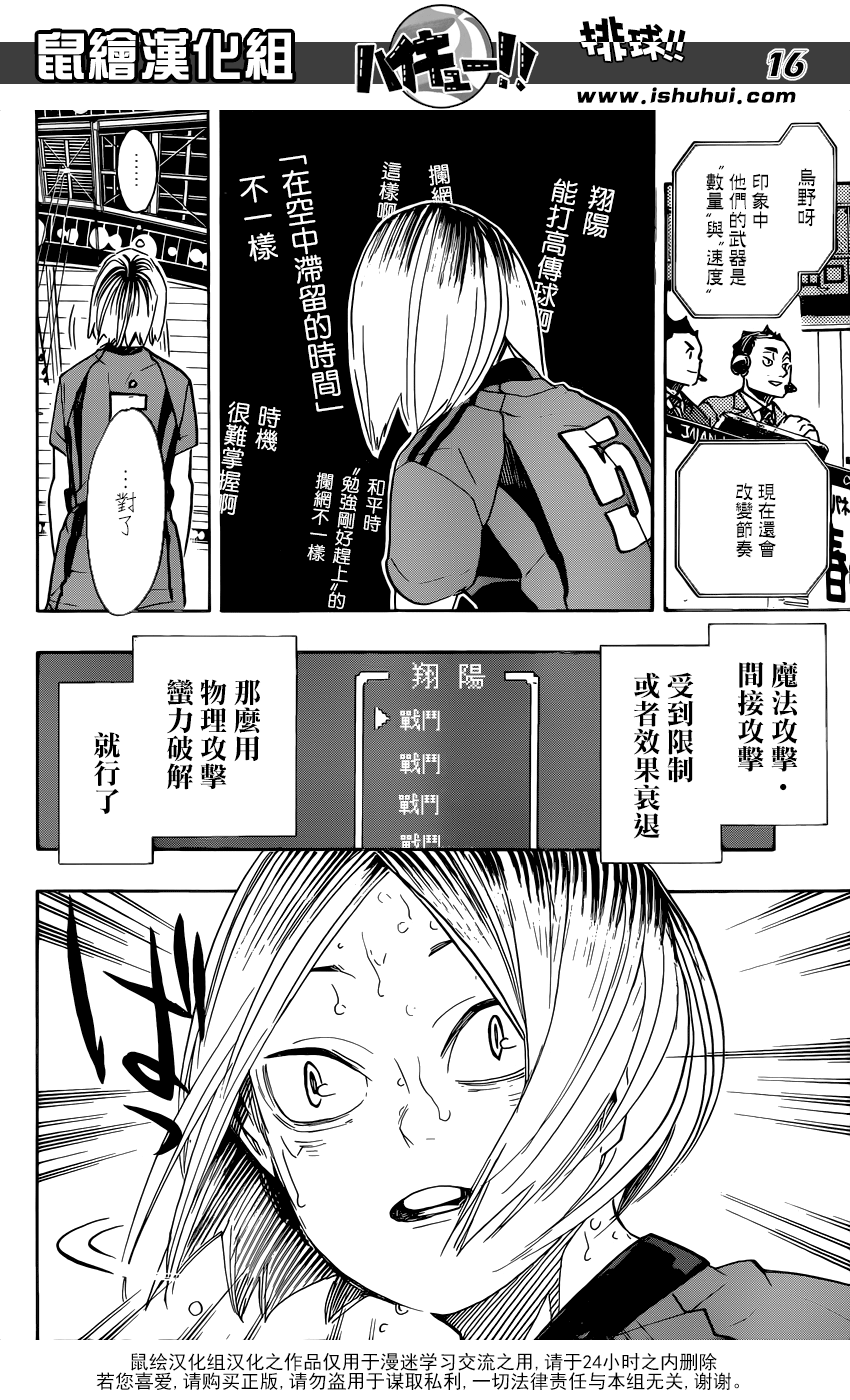 鼠繪漢化組
ハイキュー!!
排球!!
16
www.ishuhui.com
烏野呀
印象中
他們的武器是
“數量”與“速度”
現在還會
改變節奏
JAPAN
翔陽
能打高傳球啊
攔網
這樣啊
「在空中滯留的時間」
不一樣
和平時
“勉強剛好趕上”的
攔網不一樣
時機
很難掌握啊
……
…對了
魔法攻擊・
間接攻擊
受到限制
或者效果衰退
翔陽
戰鬥
戰鬥
戰鬥
戰鬥
那麼用
物理攻擊
蠻力破解
就行了
ばっ
鼠绘汉化组汉化之作品仅用于漫迷学习交流之用,请于24小时之内删除
若您喜爱,请购买正版,请勿盗用于谋取私利,一切法律责任与本组无关,谢谢。